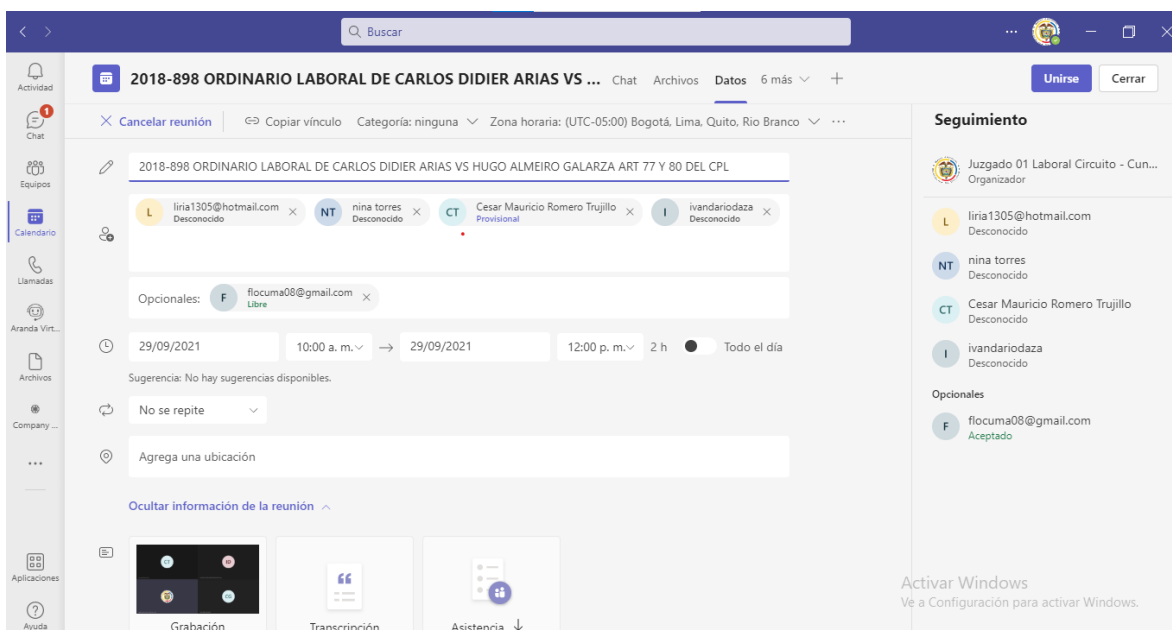 Buscar
Actividad
1
Chat
Equipos
Calendario
Llamadas
Aranda Virt...
Archivos
Company ...
Aplicaciones
Ayuda
2018-898 ORDINARIO LABORAL DE CARLOS DIDIER ARIAS VS ... Chat Archivos Datos 6 más
Unirse Cerrar
Cancelar reunión Copiar vínculo Categoría: ninguna Zona horaria: (UTC-05:00) Bogotá, Lima, Quito, Rio Branco ...
2018-898 ORDINARIO LABORAL DE CARLOS DIDIER ARIAS VS HUGO ALMEIRO GALARZA ART 77 Y 80 DEL CPL
L liria1305@hotmail.com Desconocido
NT nina torres Desconocido
CT Cesar Mauricio Romero Trujillo Provisional
I ivandariodaza Desconocido
Opcionales: F flocuma08@gmail.com Libre
29/09/2021 10:00 a. m. → 29/09/2021 12:00 p. m. 2 h Todo el día
Sugerencia: No hay sugerencias disponibles.
No se repite
Agrega una ubicación
Ocultar información de la reunión
Grabación
Transcripción
Asistencia
Seguimiento
Juzgado 01 Laboral Circuito - Cun...
Organizador
L liria1305@hotmail.com
Desconocido
NT nina torres
Desconocido
CT Cesar Mauricio Romero Trujillo
Desconocido
I ivandariodaza
Desconocido
Opcionales
F flocuma08@gmail.com
Aceptado
Activar Windows
Ve a Configuración para activar Windows.